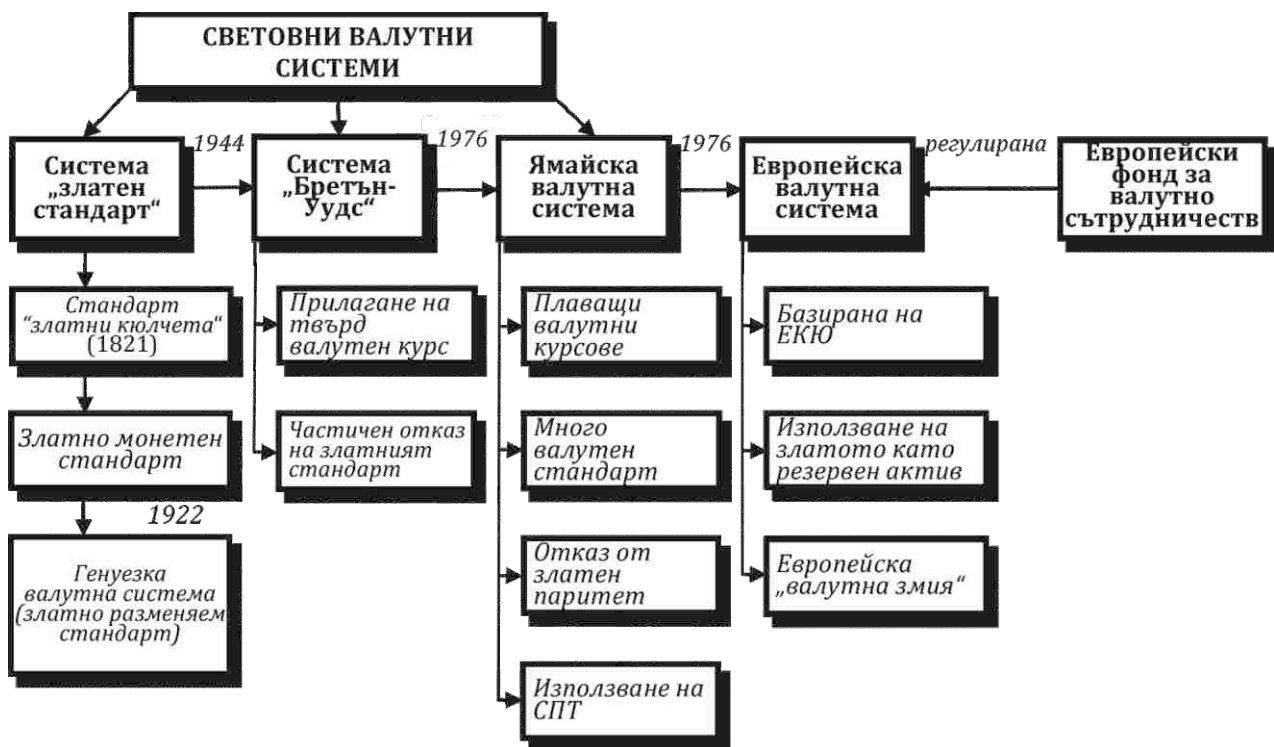 СВЕТОВНИ ВАЛУТНИ
СИСТЕМИ
Система
„златен
стандарт“
1944
Система
„Бретън-
Уудс“
1976
Ямайска
валутна
система
1976
Европейска
валутна
система
регулирана
Европейски
фонд за
валутно
сътрудничеств
Стандарт
“златни кюлчета“
(1821)
Златно монетен
стандарт
1922
Генуезка
валутна система
(златно разменяем
стандарт)
Прилагане на
твърд
валутен курс
Частичен отказ
на златният
стандарт
Плаващи
валутни
курсове
Много
валутен
стандарт
Отказ от
златен
паритет
Използване на
СПТ
Базирана на
ЕКЮ
Използване на
златото като
резервен актив
Европейска
„валутна змия“